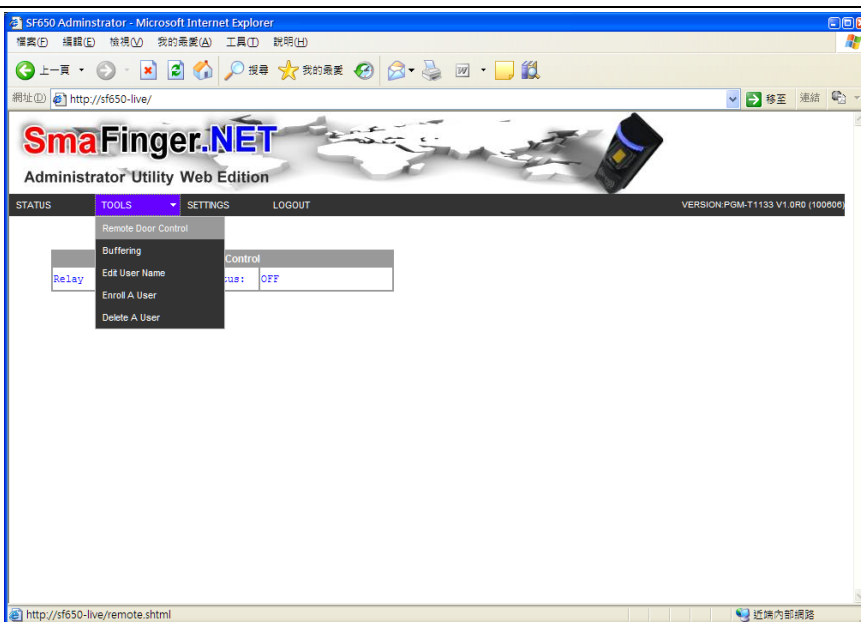 SF650 Adminstrator - Microsoft Internet Explorer
檔案(F) 編輯(E) 檢視(V) 我的最愛(A) 工具(T) 說明(H)
上一頁 搜尋 我的最愛
網址(D) http://sf650-live/ 移至 連結
SmaFinger.NET
Administrator Utility Web Edition
STATUS TOOLS SETTINGS LOGOUT VERSION:PGM-T1133 V1.0R0 (100606)
Remote Door Control
Buffering
Edit User Name
Enroll A User
Delete A User
Control
Relay tus: OFF
http://sf650-live/remote.shtml 近端內部網路